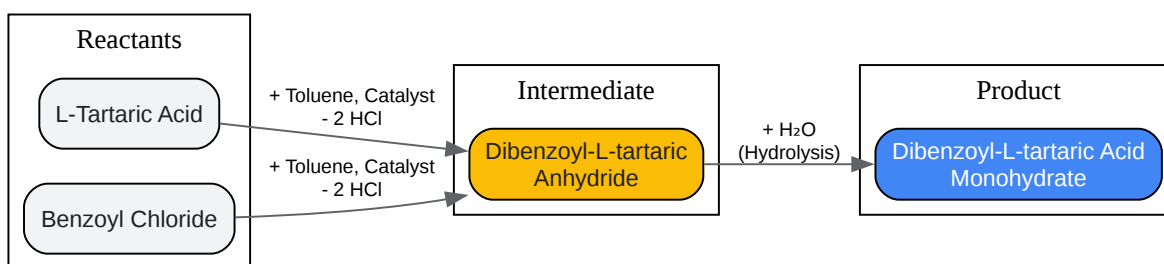 Reactants
L-Tartaric Acid
Benzoyl Chloride
+ Toluene, Catalyst
- 2 HCl
+ Toluene, Catalyst
- 2 HCl
Intermediate
Dibenzoyl-L-tartaric
Anhydride
+ H₂O
(Hydrolysis)
Product
Dibenzoyl-L-tartaric Acid
Monohydrate